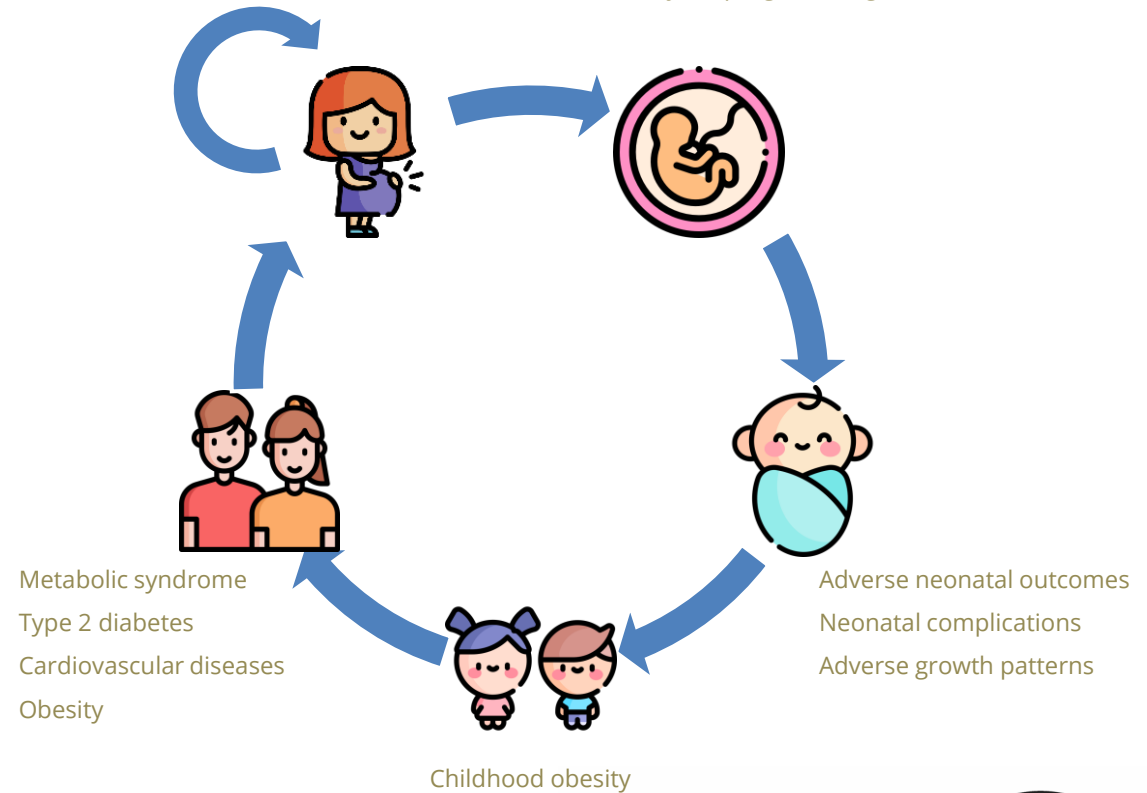 Metabolic syndrome
Type 2 diabetes
Cardiovascular diseases
Obesity
Adverse neonatal outcomes
Neonatal complications
Adverse growth patterns
Childhood obesity